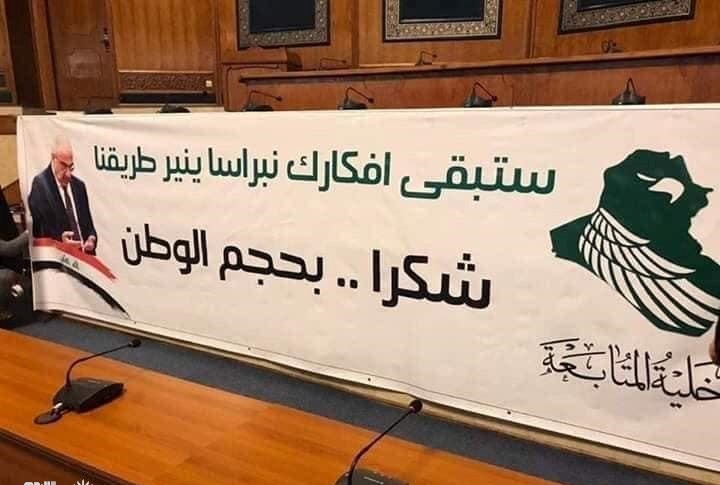 ستبقى افكارك نبراسا ينير طريقنا
شكرا .. بحجم الوطن
خلية المتابعة